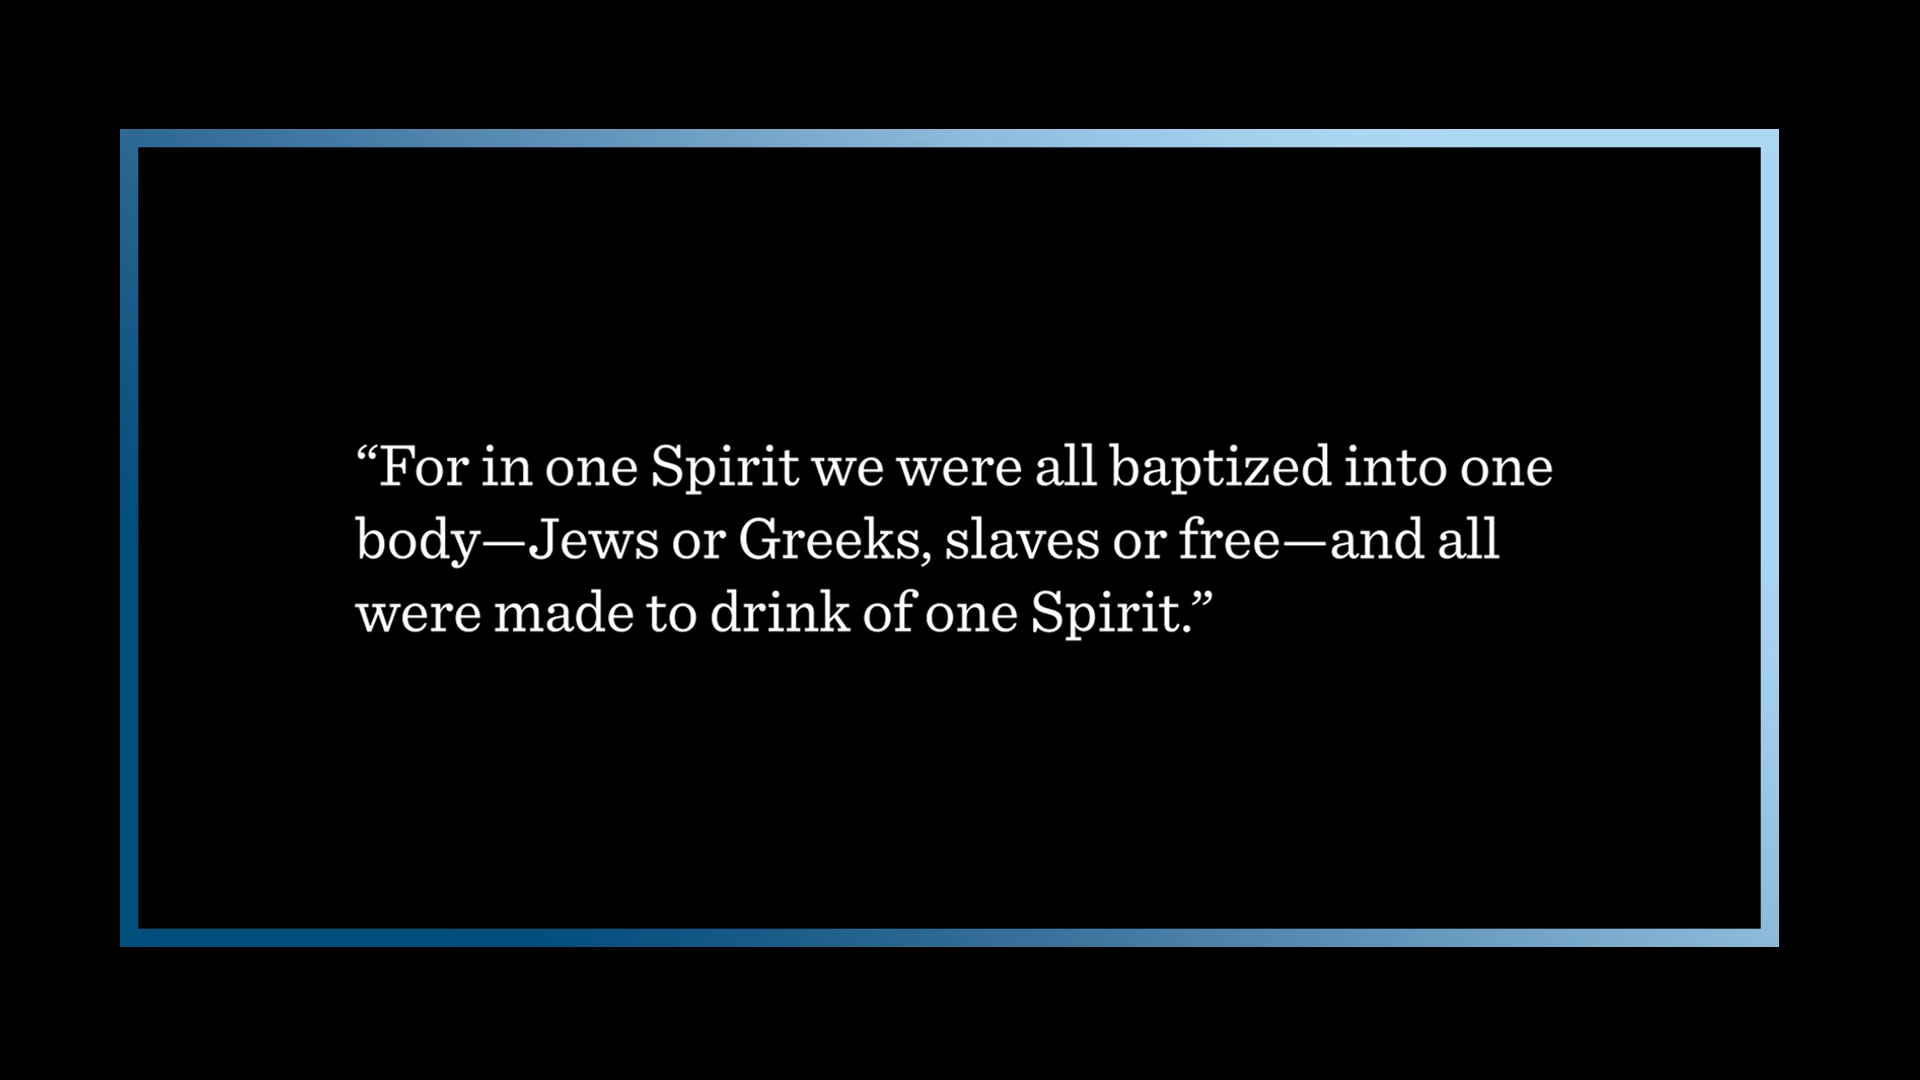 “For in one Spirit we were all baptized into one
body—Jews or Greeks, slaves or free—and all
were made to drink of one Spirit.”